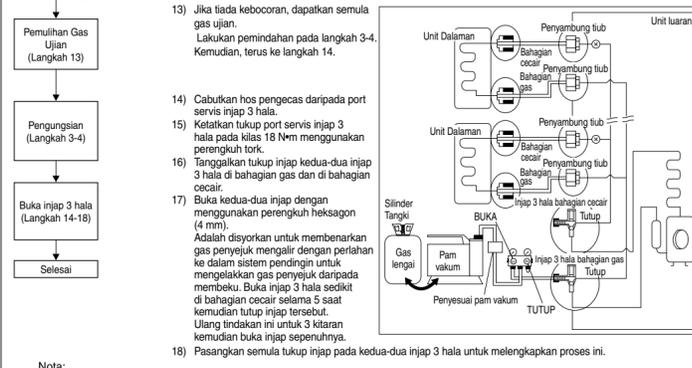 Pemulihan Gas
Ujian
(Langkah 13)
Pengungsian
(Langkah 3-4)
Buka injap 3 hala
(Langkah 14-18)
Selesai
Nota:
13) Jika tiada kebocoran, dapatkan semula
gas ujian.
Lakukan pemindahan pada langkah 3-4.
Kemudian, terus ke langkah 14.
14) Cabutkan hos pengecas daripada port
servis injap 3 hala.
15) Ketatkan tukup port servis injap 3
hala pada kilas 18 N•m menggunakan
perengkuh tork.
16) Tanggalkan tukup injap kedua-dua injap
3 hala di bahagian gas dan di bahagian
cecair.
17) Buka kedua-dua injap dengan
menggunakan perengkuh heksagon
(4 mm).
Adalah disyorkan untuk membenarkan
gas penyejuk mengalir dengan perlahan
ke dalam sistem pendingin untuk
mengelakkan gas penyejuk daripada
membeku. Buka injap 3 hala sedikit
di bahagian cecair selama 5 saat
kemudian tutup injap tersebut.
Ulang tindakan ini untuk 3 kitaran
kemudian buka injap sepenuhnya.
18) Pasangkan semula tukup injap pada kedua-dua injap 3 hala untuk melengkapkan proses ini.
Unit luaran
Penyambung tiub
Unit Dalaman
Bahagian
cecair
Penyambung tiub
Bahagian
gas
Penyambung tiub
Unit Dalaman
Bahagian
cecair
Penyambung tiub
Bahagian
gas
Injap 3 hala bahagian cecair
Tutup
Silinder
Tangki
BUKA
Gas
lengai
Pam
vakum
Injap 3 hala bahagian gas
Tutup
Penyesuai pam vakum
TUTUP